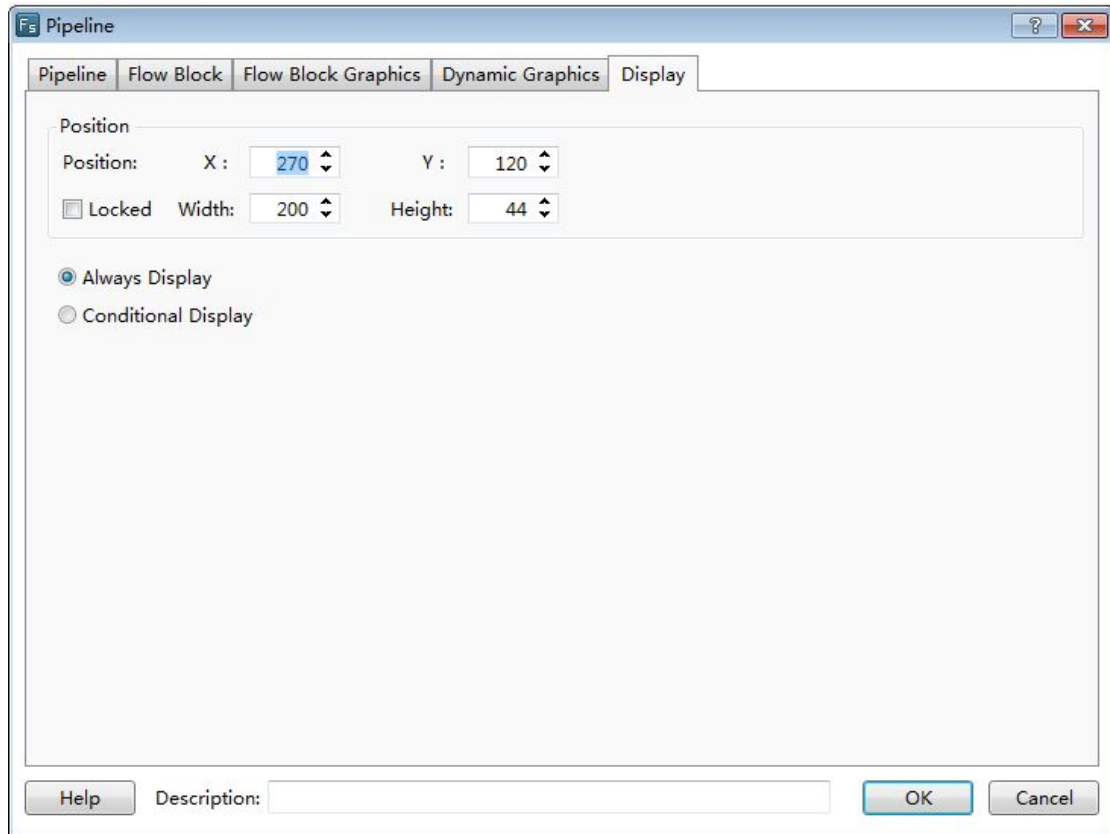 Fs Pipeline ?
Pipeline Flow Block Flow Block Graphics Dynamic Graphics Display
Position
Position: X : 270 Y : 120
Locked Width: 200 Height: 44
Always Display
Conditional Display
Help Description: OK Cancel